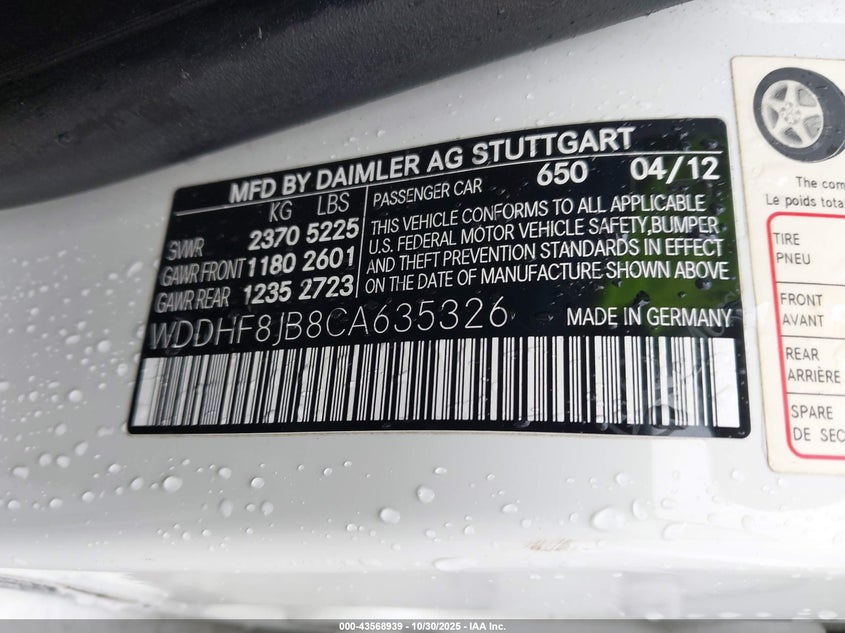 MFD BY DAIMLER AG STUTTGART
KG LBS
GVWR 2370 5225
GAWR FRONT 1180 2601
GAWR REAR 1235 2723
PASSENGER CAR 650 04/12
THIS VEHICLE CONFORMS TO ALL APPLICABLE
U.S. FEDERAL MOTOR VEHICLE SAFETY, BUMPER
AND THEFT PREVENTION STANDARDS IN EFFECT
ON THE DATE OF MANUFACTURE SHOWN ABOVE
WDDHF8JB8CA635326 MADE IN GERMANY
The com
Le poids tota
TIRE
PNEU
FRONT
AVANT
REAR
ARRIÈRE
SPARE
DE SEC
000-43568939 - 10/30/2025 - IAA Inc.